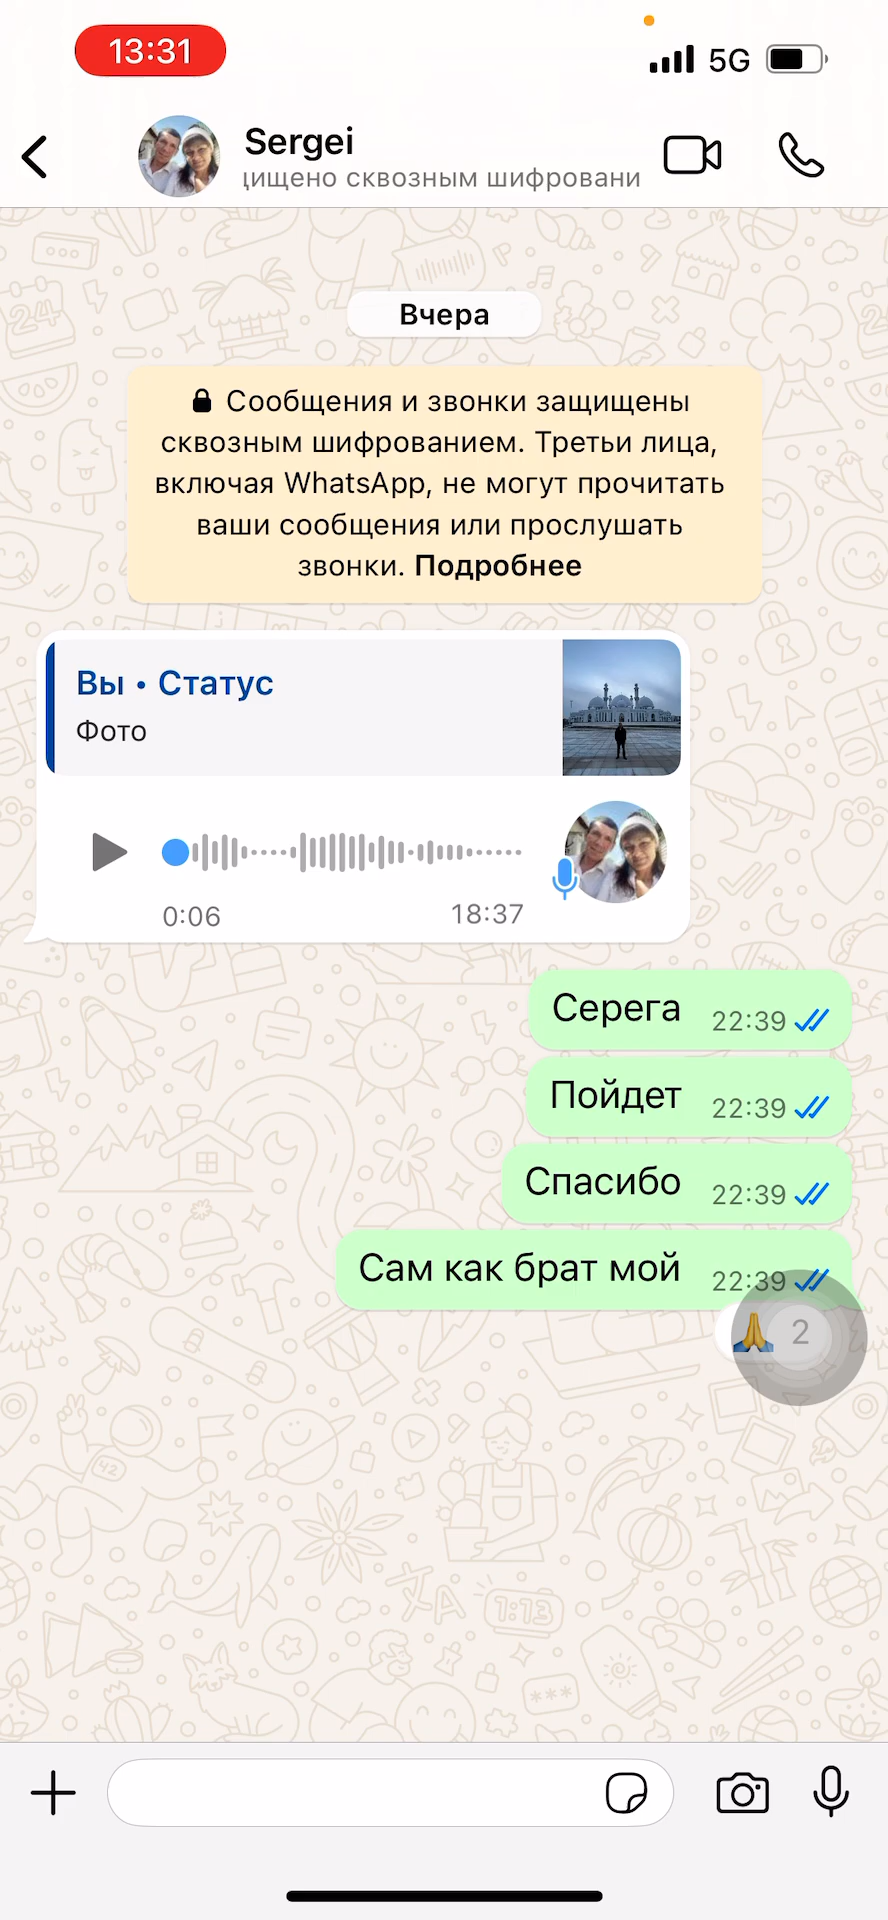 13:31
5G
Sergei
ищено сквозным шифровани
Вчера
Сообщения и звонки защищены
сквозным шифрованием. Третьи лица,
включая WhatsApp, не могут прочитать
ваши сообщения или прослушать
звонки. Подробнее
Вы • Статус
Фото
0:06
18:37
Серега 22:39
Пойдет 22:39
Спасибо 22:39
Сам как брат мой 22:39
🙏 2